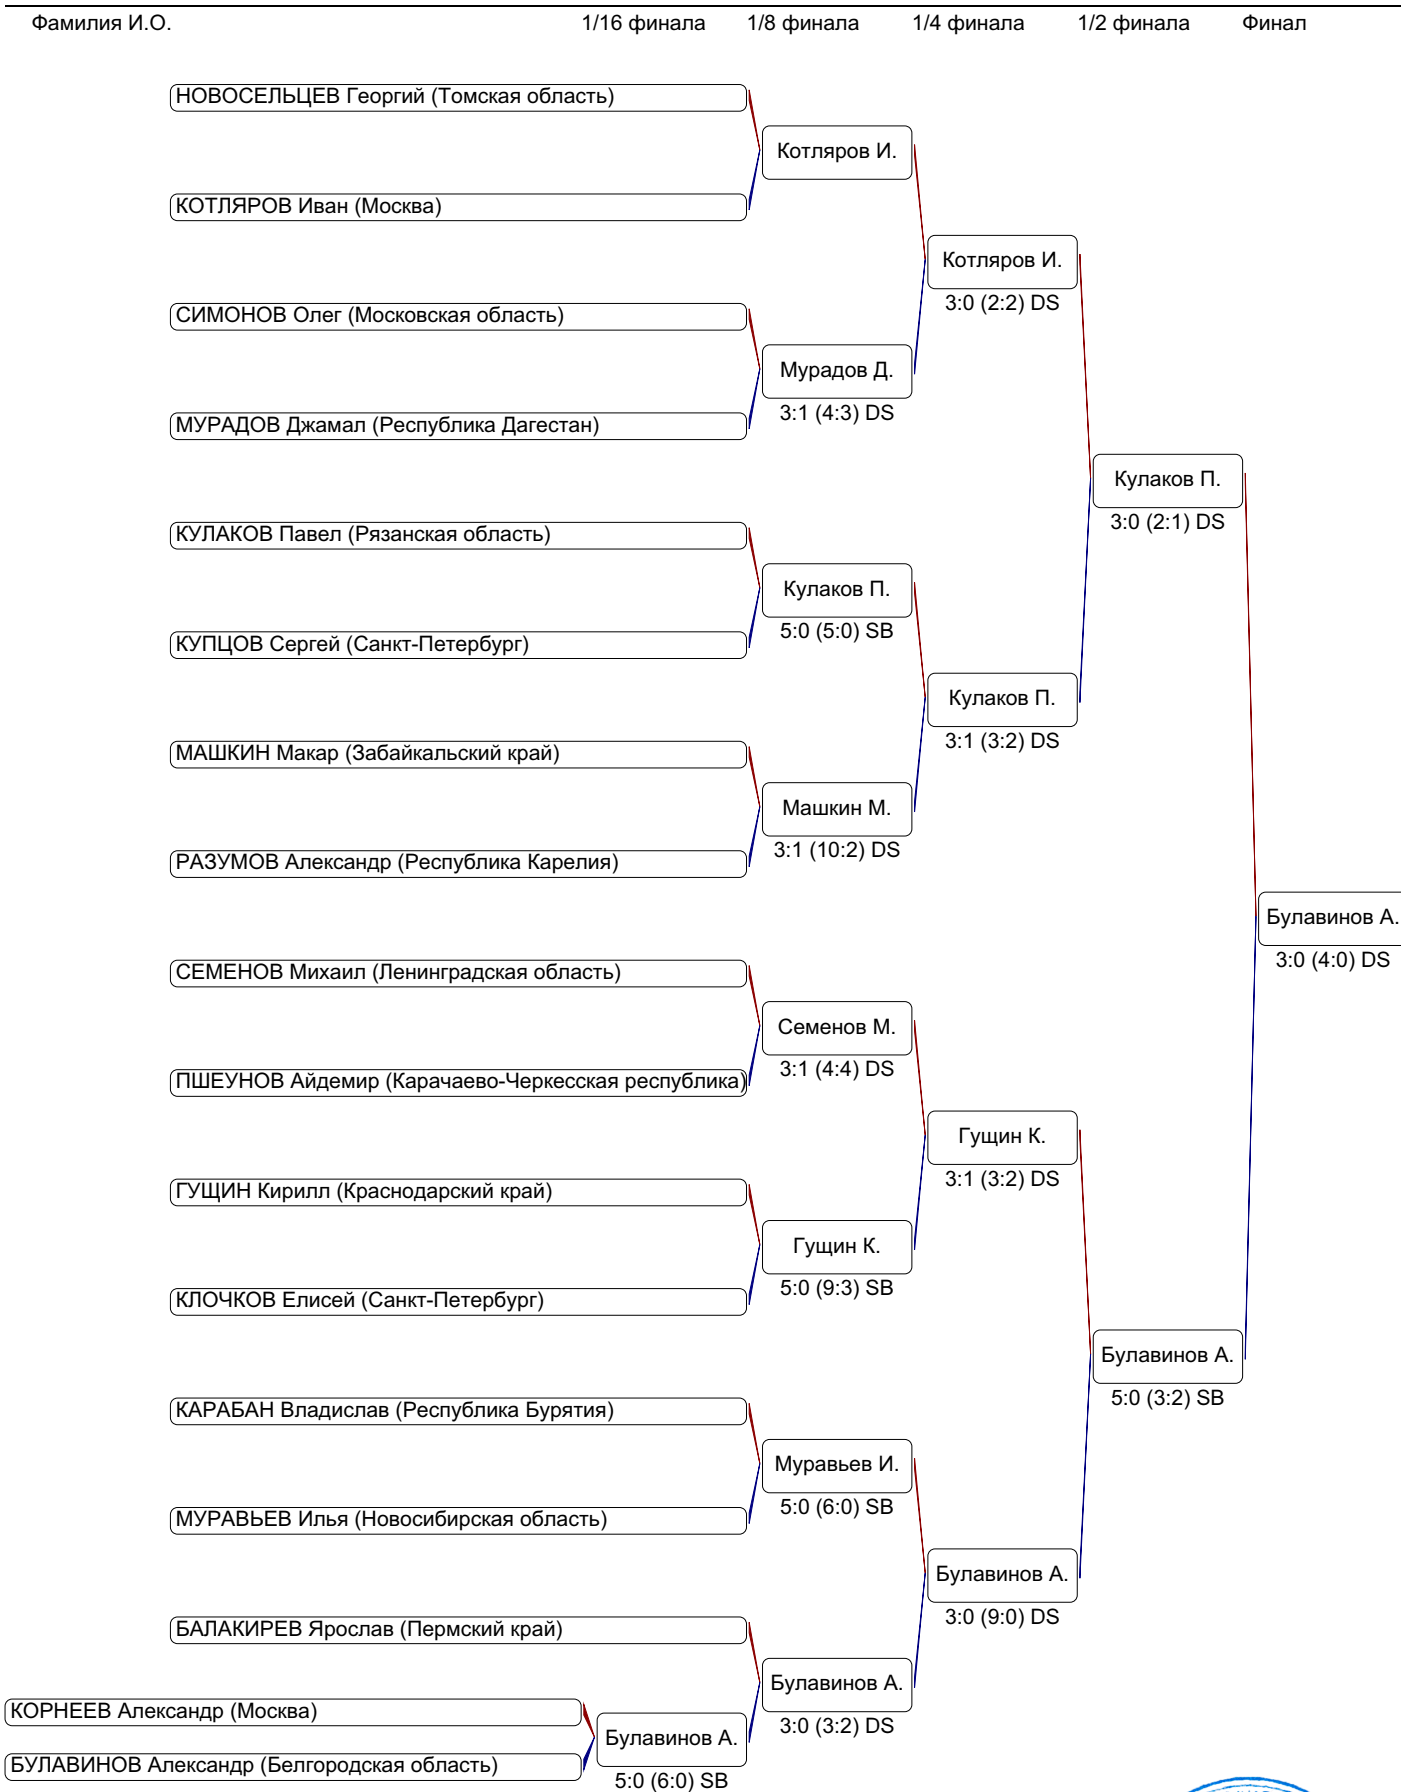 Фамилия И.О. 1/16 финала 1/8 финала 1/4 финала 1/2 финала Финал
НОВОСЕЛЬЦЕВ Георгий (Томская область)
Котляров И.
КОТЛЯРОВ Иван (Москва)
Котляров И.
3:0 (2:2) DS
СИМОНОВ Олег (Московская область)
Мурадов Д.
3:1 (4:3) DS
МУРАДОВ Джамал (Республика Дагестан)
Кулаков П.
3:0 (2:1) DS
КУЛАКОВ Павел (Рязанская область)
Кулаков П.
5:0 (5:0) SB
КУПЦОВ Сергей (Санкт-Петербург)
Кулаков П.
3:1 (3:2) DS
МАШКИН Макар (Забайкальский край)
Машкин М.
3:1 (10:2) DS
РАЗУМОВ Александр (Республика Карелия)
Булавинов А.
3:0 (4:0) DS
СЕМЕНОВ Михаил (Ленинградская область)
Семенов М.
3:1 (4:4) DS
ПШЕУНОВ Айдемир (Карачаево-Черкесская республика)
Гущин К.
3:1 (3:2) DS
ГУЩИН Кирилл (Краснодарский край)
Гущин К.
5:0 (9:3) SB
КЛОЧКОВ Елисей (Санкт-Петербург)
Булавинов А.
5:0 (3:2) SB
КАРАБАН Владислав (Республика Бурятия)
Муравьев И.
5:0 (6:0) SB
МУРАВЬЕВ Илья (Новосибирская область)
Булавинов А.
3:0 (9:0) DS
БАЛАКИРЕВ Ярослав (Пермский край)
Булавинов А.
3:0 (3:2) DS
КОРНЕЕВ Александр (Москва)
Булавинов А.
5:0 (6:0) SB
БУЛАВИНОВ Александр (Белгородская область)